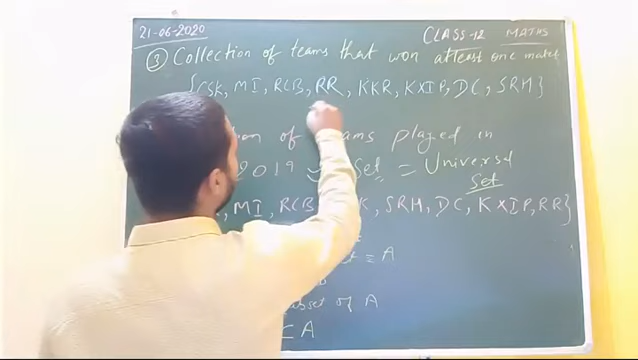 21-06-2020 CLASS-12 MATHS
③ Collection of teams that won atleast one match
{CSK, MI, RCB, RR, KKR, KXIP, DC, SRH}
of teams played in
2019 Set = Universal
Set
, MI, RCB, K, SRH, DC, KXIP, RR}
≡ A
subset of A
⊂ A